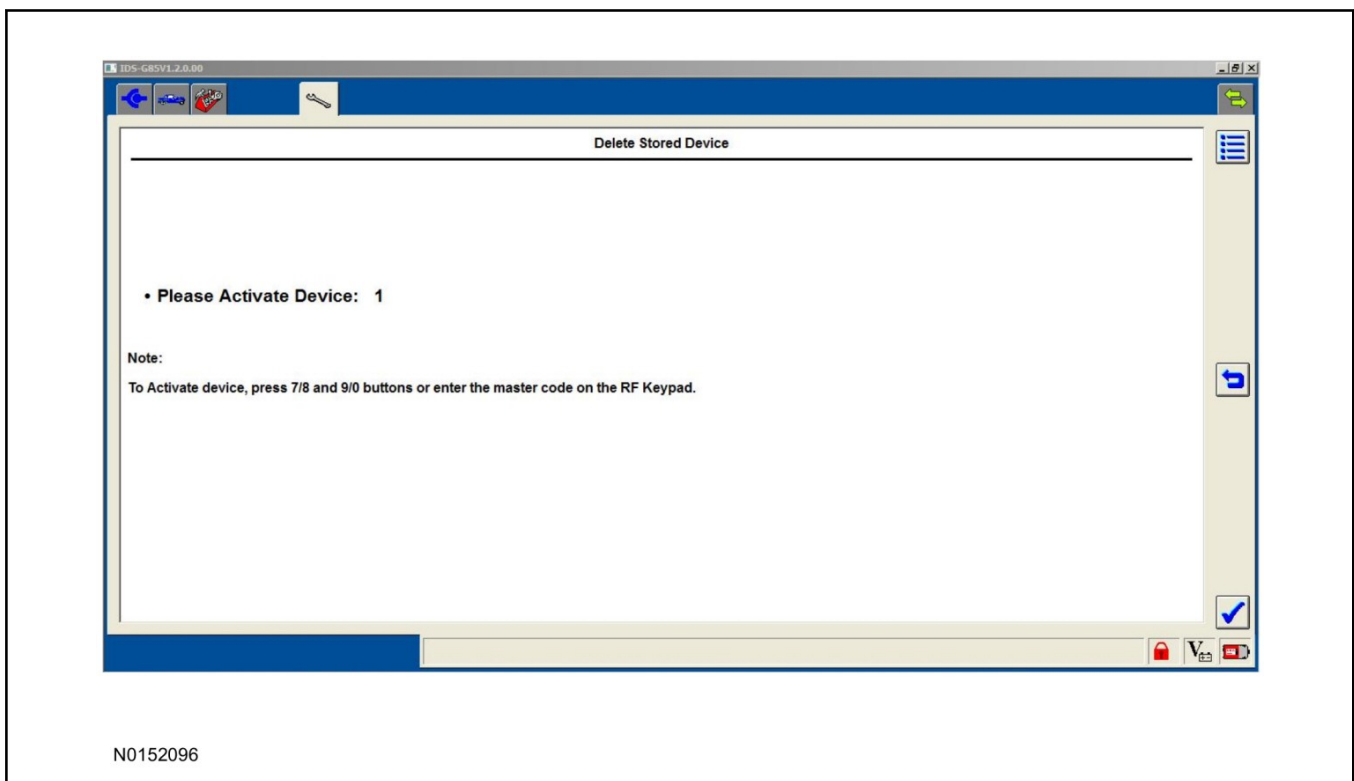 IDS-G85V1.2.0.00
Delete Stored Device
• Please Activate Device: 1
Note:
To Activate device, press 7/8 and 9/0 buttons or enter the master code on the RF Keypad.
V
N0152096